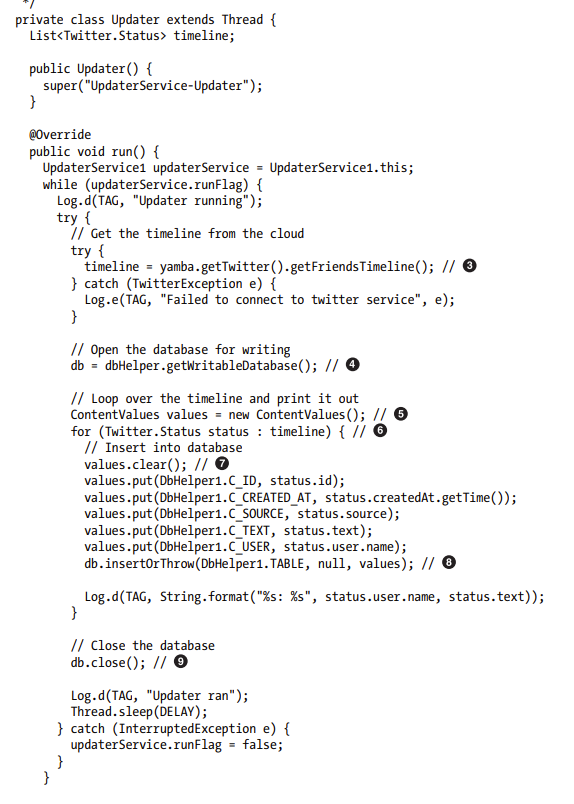 */
private class Updater extends Thread {
List<Twitter.Status> timeline;
public Updater() {
super("UpdaterService-Updater");
}
@Override
public void run() {
UpdaterService1 updaterService = UpdaterService1.this;
while (updaterService.runFlag) {
Log.d(TAG, "Updater running");
try {
// Get the timeline from the cloud
try {
timeline = yamba.getTwitter().getFriendsTimeline(); // ❸
} catch (TwitterException e) {
Log.e(TAG, "Failed to connect to twitter service", e);
}
// Open the database for writing
db = dbHelper.getWritableDatabase(); // ❹
// Loop over the timeline and print it out
ContentValues values = new ContentValues(); // ❺
for (Twitter.Status status : timeline) { // ❻
// Insert into database
values.clear(); // ❼
values.put(DbHelper1.C_ID, status.id);
values.put(DbHelper1.C_CREATED_AT, status.createdAt.getTime());
values.put(DbHelper1.C_SOURCE, status.source);
values.put(DbHelper1.C_TEXT, status.text);
values.put(DbHelper1.C_USER, status.user.name);
db.insertOrThrow(DbHelper1.TABLE, null, values); // ❽
Log.d(TAG, String.format("%s: %s", status.user.name, status.text));
}
// Close the database
db.close(); // ❾
Log.d(TAG, "Updater ran");
Thread.sleep(DELAY);
} catch (InterruptedException e) {
updaterService.runFlag = false;
}
}